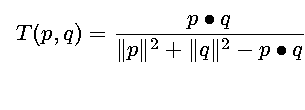 T(p, q) = \frac{p \bullet q}{\|p\|^2 + \|q\|^2 - p \bullet q}